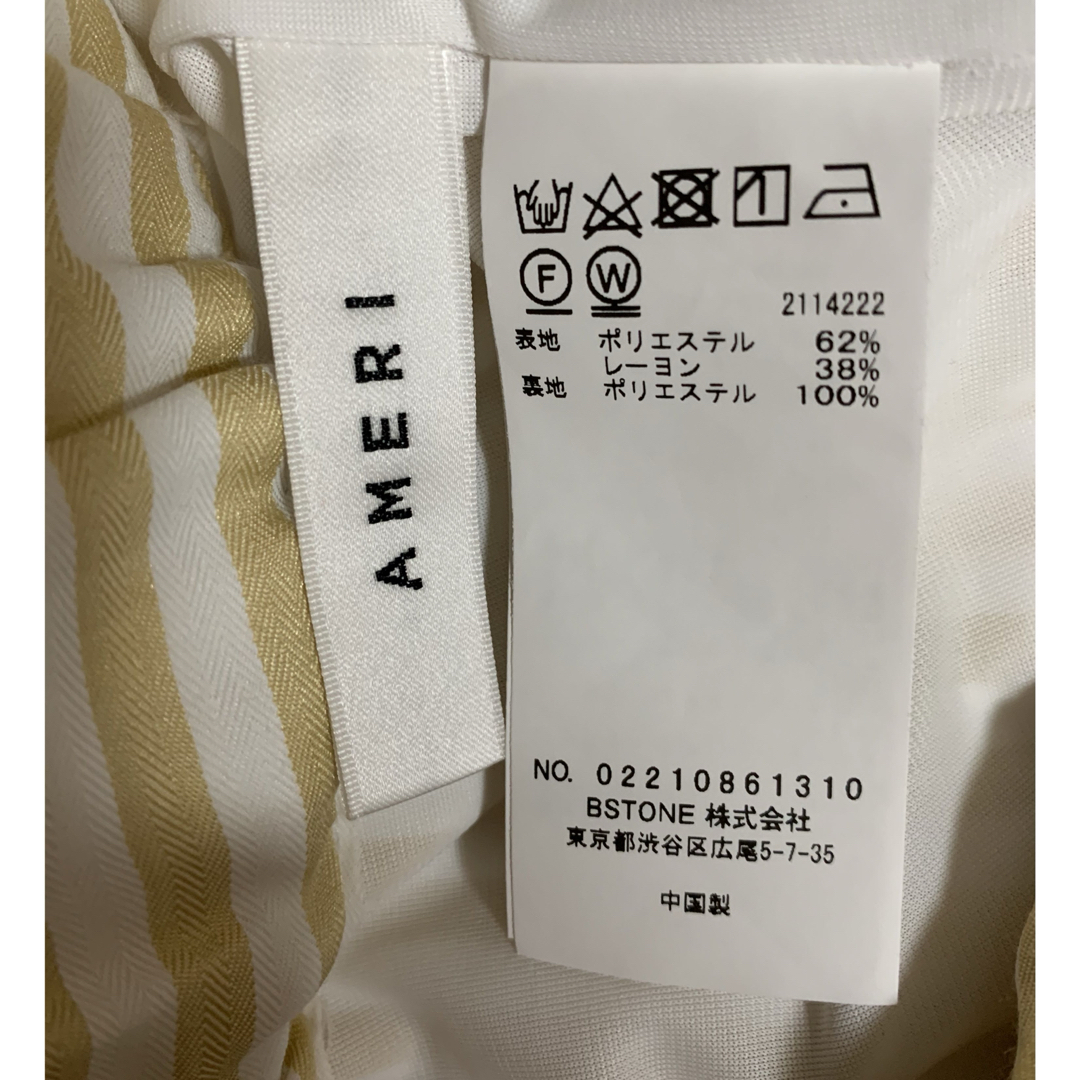 AMERI
F W
2114222
表地 ポリエステル 62%
レーヨン 38%
裏地 ポリエステル 100%
NO. 02210861310
BSTONE 株式会社
東京都渋谷区広尾5-7-35
中国製